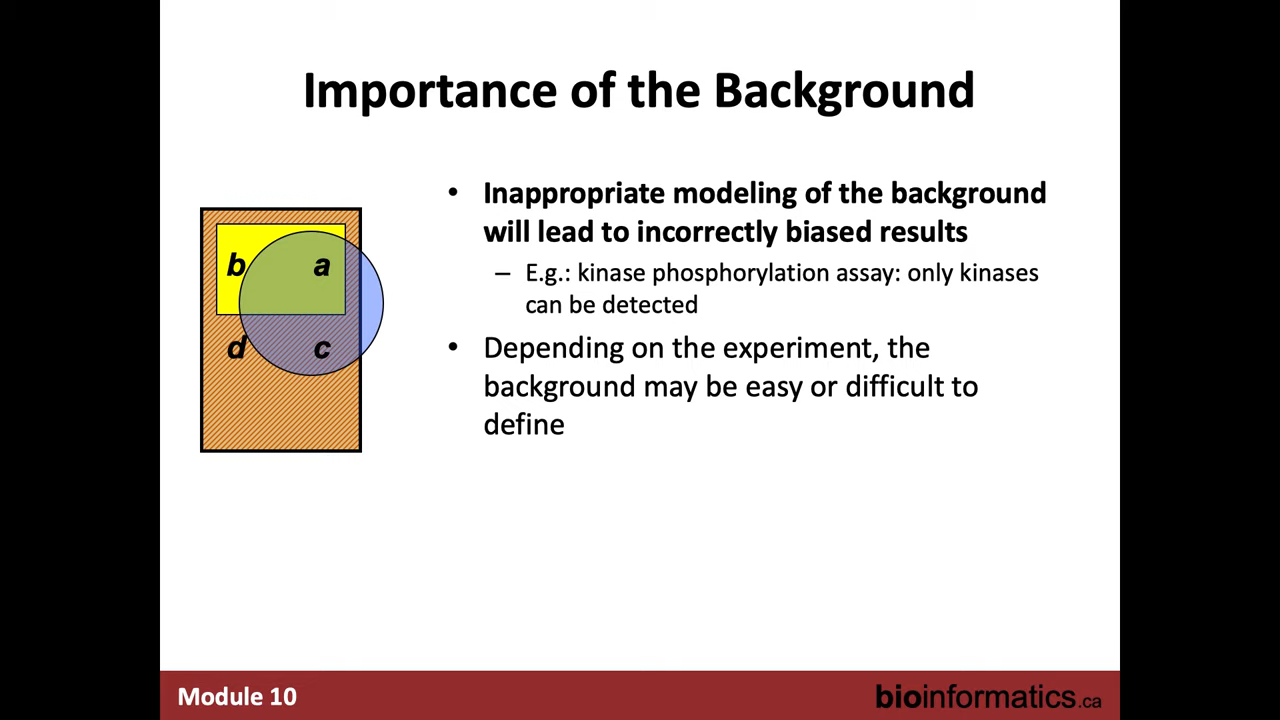 Importance of the Background
b a
d c
• Inappropriate modeling of the background
will lead to incorrectly biased results
– E.g.: kinase phosphorylation assay: only kinases
can be detected
• Depending on the experiment, the
background may be easy or difficult to
define
Module 10
bioinformatics.ca